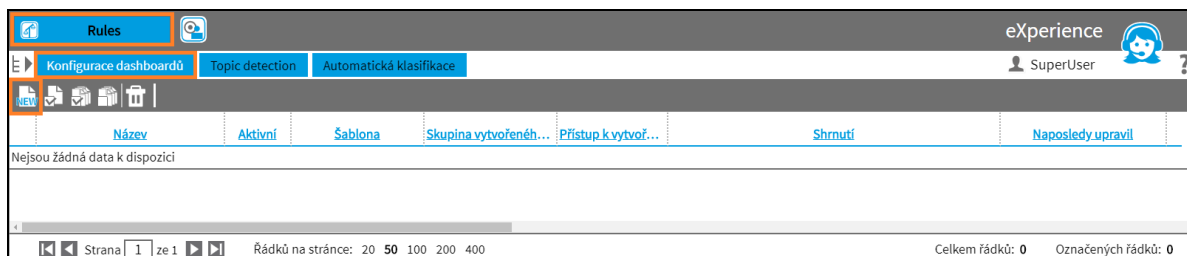 Rules eXperience
Konfigurace dashboardů Topic detection Automatická klasifikace SuperUser ?
NEW
Název Aktivní Šablona Skupina vytvořenéh... Přístup k vytvoř... Shrnutí Naposledy upravil
Nejsou žádná data k dispozici
Strana 1 ze 1 Řádků na stránce: 20 50 100 200 400 Celkem řádků: 0 Označených řádků: 0